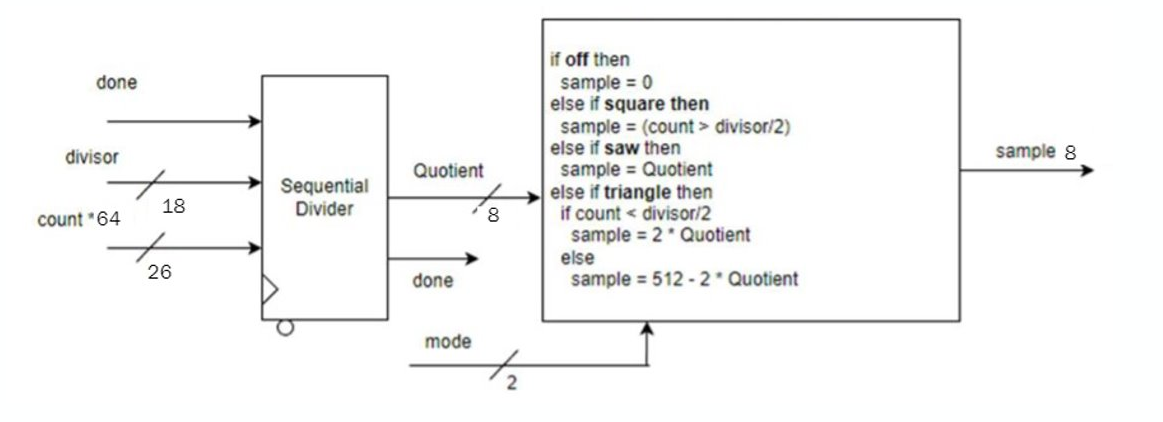 done
divisor
18
count *64
26
Sequential
Divider
Quotient
8
done
mode
2
if off then
sample = 0
else if square then
sample = (count > divisor/2)
else if saw then
sample = Quotient
else if triangle then
if count < divisor/2
sample = 2 * Quotient
else
sample = 512 - 2 * Quotient
sample 8